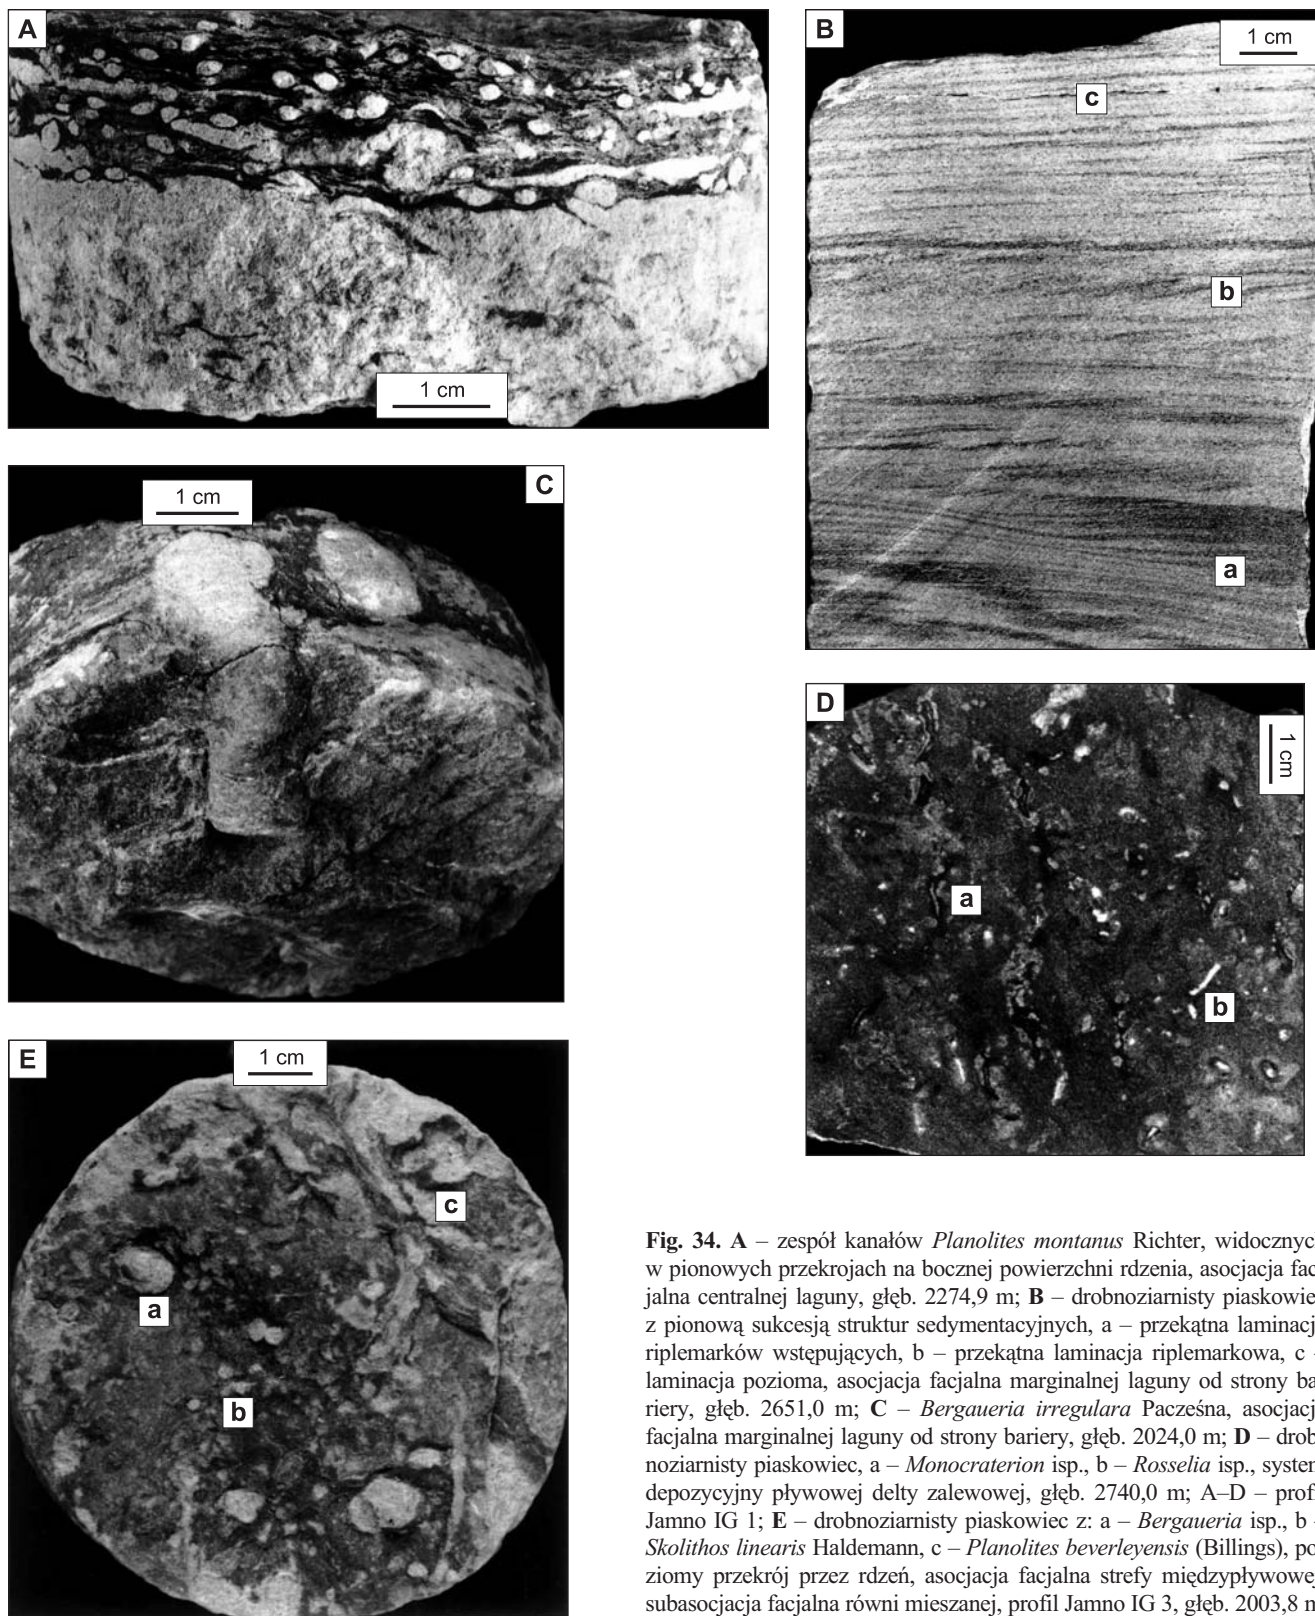 A
B
1 cm
c
b
a
1 cm
C
1 cm
D
1 cm
a
b
E
1 cm
c
a
b
Fig. 34. A – zespół kanałów Planolites montanus Richter, widocznyc
w pionowych przekrojach na bocznej powierzchni rdzenia, asocjacja fac
jalna centralnej laguny, głęb. 2274,9 m; B – drobnoziarnisty piaskowie
z pionową sukcesją struktur sedymentacyjnych, a – przekątna laminacj
riplemarków wstępujących, b – przekątna laminacja riplemarkowa, c -
laminacja pozioma, asocjacja facjalna marginalnej laguny od strony ba
riery, głęb. 2651,0 m; C – Bergaueria irregulara Pacześna, asocjacj
facjalna marginalnej laguny od strony bariery, głęb. 2024,0 m; D – drob
noziarnisty piaskowiec, a – Monocraterion isp., b – Rosselia isp., system
depozycyjny pływowej delty zalewowej, głęb. 2740,0 m; A–D – prof
Jamno IG 1; E – drobnoziarnisty piaskowiec z: a – Bergaueria isp., b -
Skolithos linearis Haldemann, c – Planolites beverleyensis (Billings), po
ziomy przekrój przez rdzeń, asocjacja facjalna strefy międzypływowej
subasocjacja facjalna równi mieszanej, profil Jamno IG 3, głęb. 2003,8 n